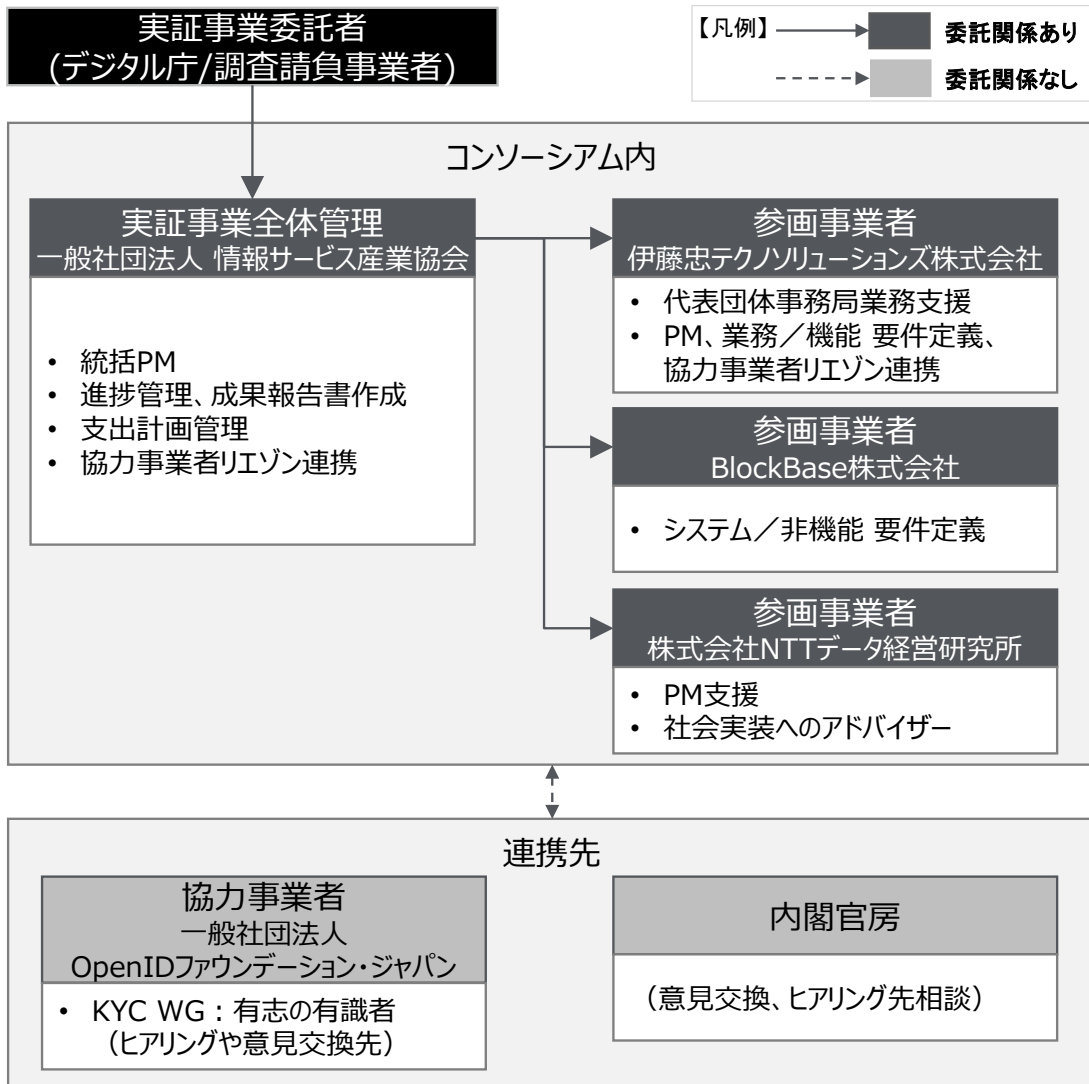 実証事業委託者
(デジタル庁/調査請負事業者)
【凡例】
委託関係あり
委託関係なし
コンソーシアム内
実証事業全体管理
一般社団法人 情報サービス産業協会
• 統括PM
• 進捗管理、成果報告書作成
• 支出計画管理
• 協力事業者リエゾン連携
参画事業者
伊藤忠テクノソリューションズ株式会社
• 代表団体事務局業務支援
• PM、業務／機能 要件定義、
協力事業者リエゾン連携
参画事業者
BlockBase株式会社
• システム／非機能 要件定義
参画事業者
株式会社NTTデータ経営研究所
• PM支援
• 社会実装へのアドバイザー
連携先
協力事業者
一般社団法人
OpenIDファウンデーション・ジャパン
• KYC WG：有志の有識者
（ヒアリングや意見交換先）
内閣官房
（意見交換、ヒアリング先相談）